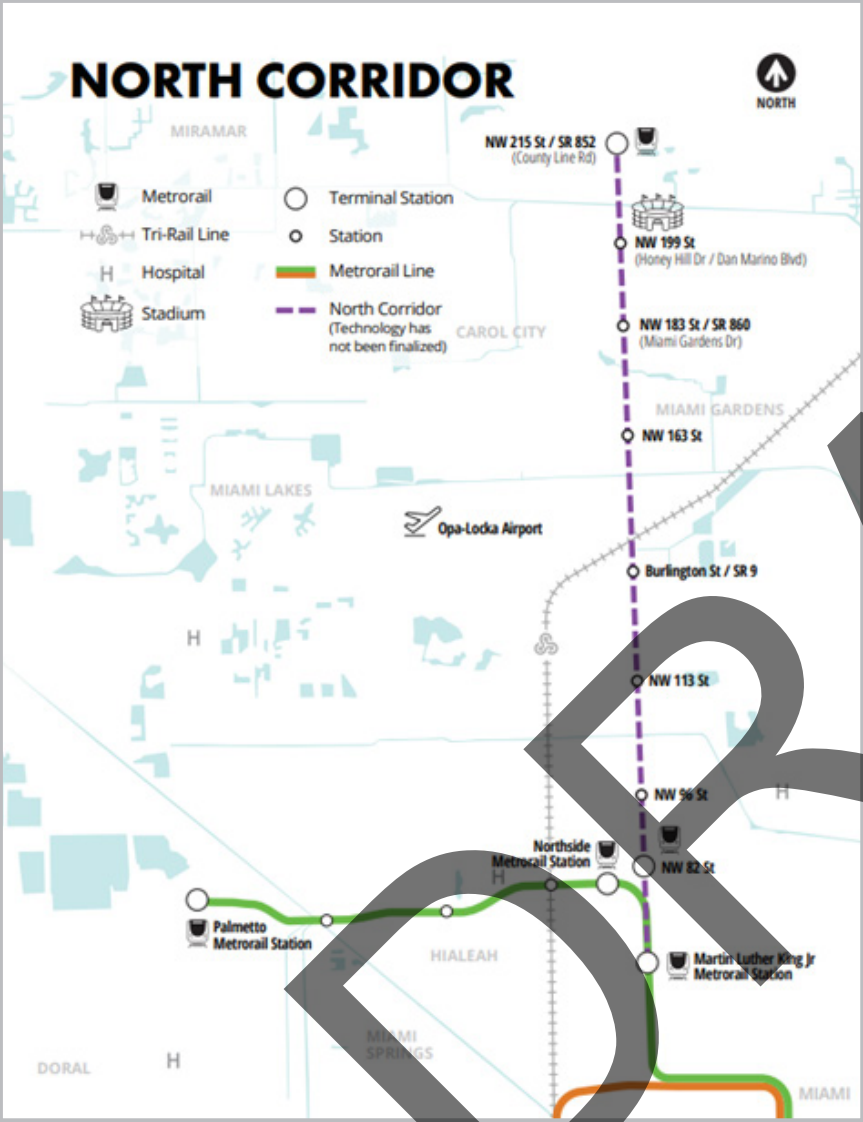 NORTH CORRIDOR
NORTH
MIRAMAR
NW 215 St / SR 852
(County Line Rd)
Metrorail
Terminal Station
Tri-Rail Line
Station
H
Hospital
Metrorail Line
Stadium
North Corridor
(Technology has
not been finalized)
NW 199 St
(Honey Hill Dr / Dan Marino Blvd)
NW 183 St / SR 860
(Miami Gardens Dr)
CAROL CITY
MIAMI GARDENS
NW 163 St
MIAMI LAKES
Opa-Locka Airport
Burlington St / SR 9
H
NW 113 St
NW 96 St
H
Northside
Metrorail Station
NW 82 St
H
Palmetto
Metrorail Station
HIALEAH
Martin Luther King Jr
Metrorail Station
MIAMI
SPRINGS
DORAL
H
MIAMI
DR